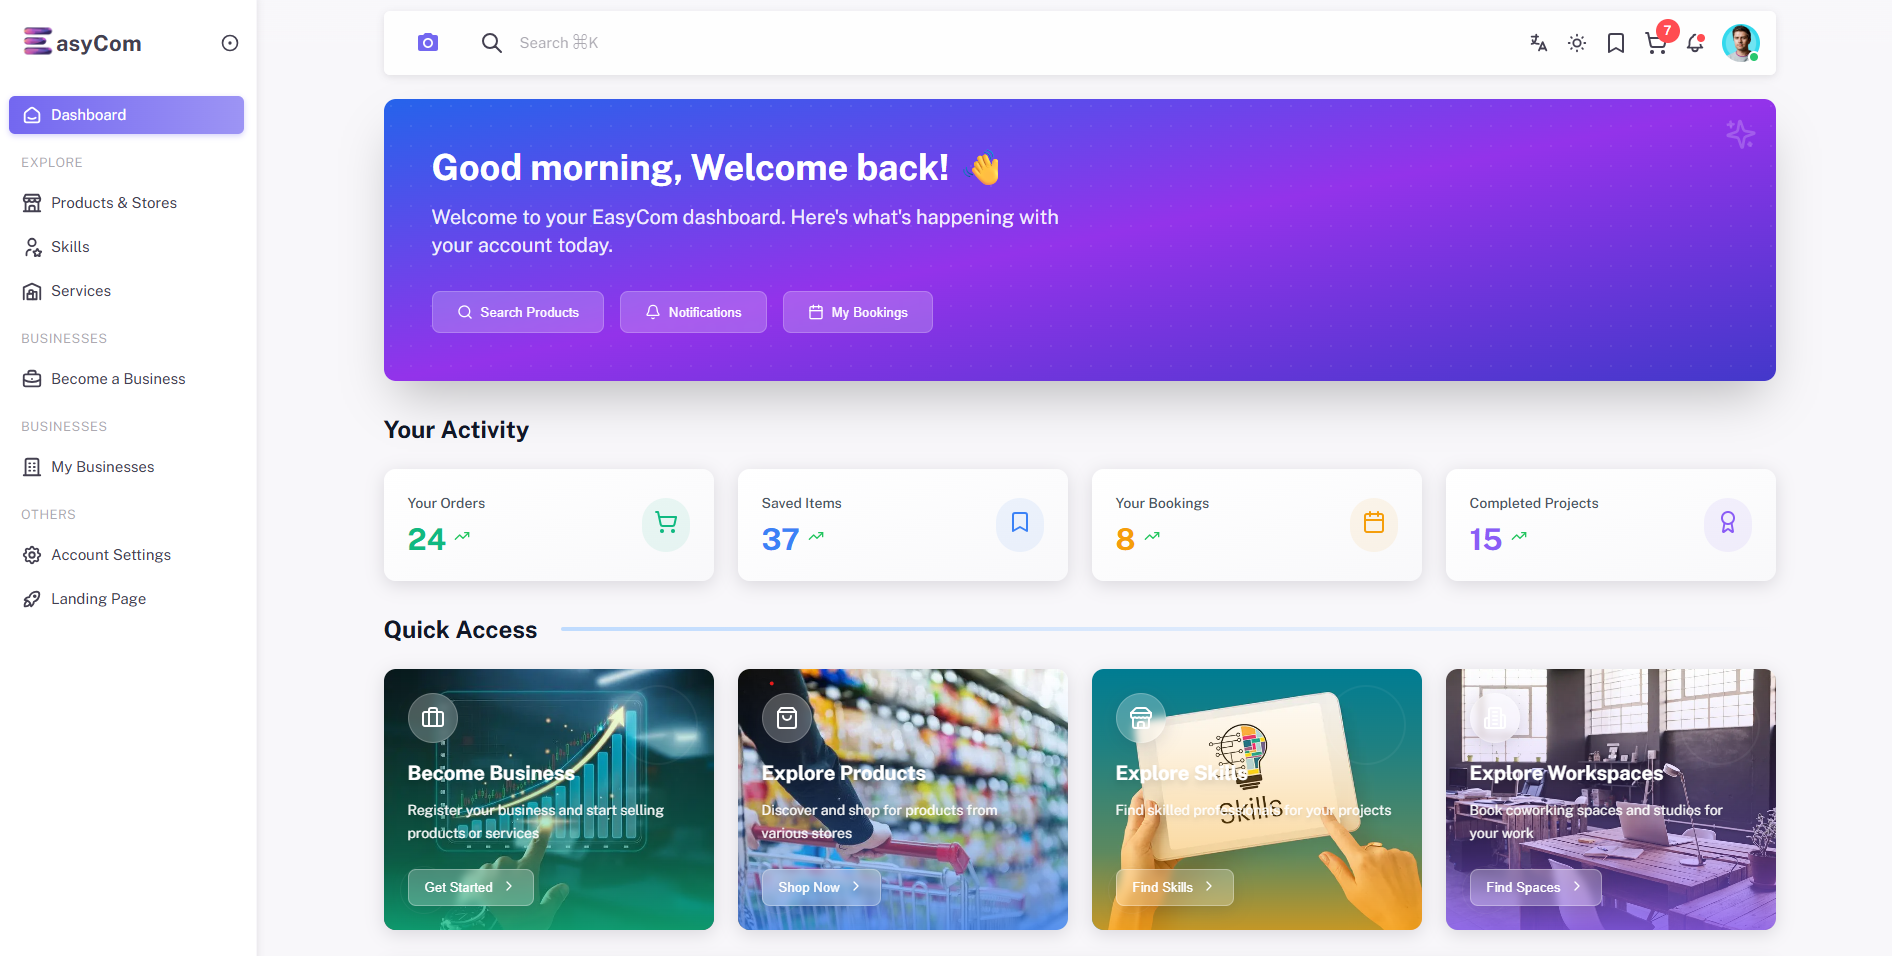 EasyCom
Search ⌘K
7
Dashboard
EXPLORE
Products & Stores
Skills
Services
BUSINESSES
Become a Business
BUSINESSES
My Businesses
OTHERS
Account Settings
Landing Page
Good morning, Welcome back! 👋
Welcome to your EasyCom dashboard. Here's what's happening with
your account today.
Search Products
Notifications
My Bookings
Your Activity
Your Orders
24
Saved Items
37
Your Bookings
8
Completed Projects
15
Quick Access
Become Business
Register your business and start selling
products or services
Get Started
Explore Products
Discover and shop for products from
various stores
Shop Now
Explore Skills
Find skilled professionals for your projects
Skills
Find Skills
Explore Workspaces
Book coworking spaces and studios for
your work
Find Spaces